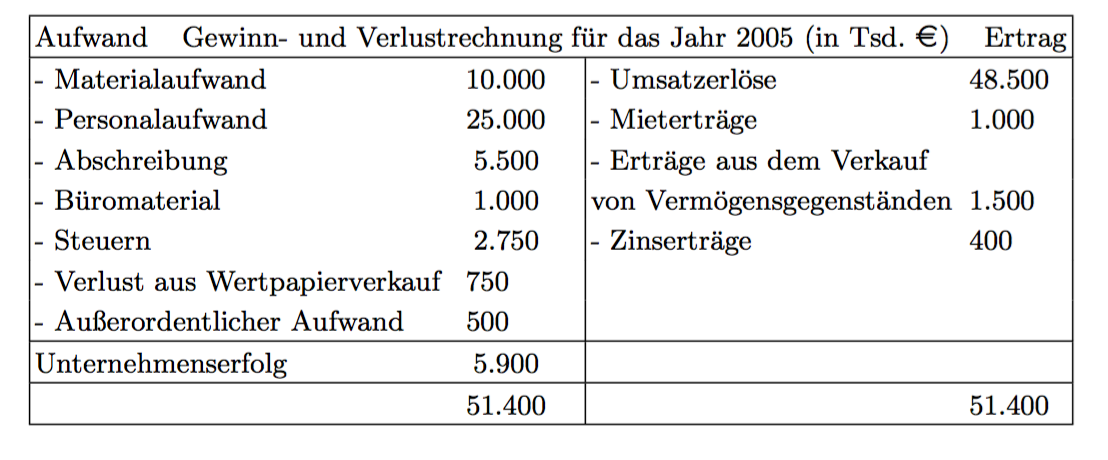 Aufwand Gewinn- und Verlustrechnung für das Jahr 2005 (in Tsd. €) Ertrag
- Materialaufwand 10.000 - Umsatzerlöse 48.500
- Personalaufwand 25.000 - Mieterträge 1.000
- Abschreibung 5.500 - Erträge aus dem Verkauf
- Büromaterial 1.000 von Vermögensgegenständen 1.500
- Steuern 2.750 - Zinserträge 400
- Verlust aus Wertpapierverkauf 750
- Außerordentlicher Aufwand 500
Unternehmenserfolg 5.900
51.400 51.400